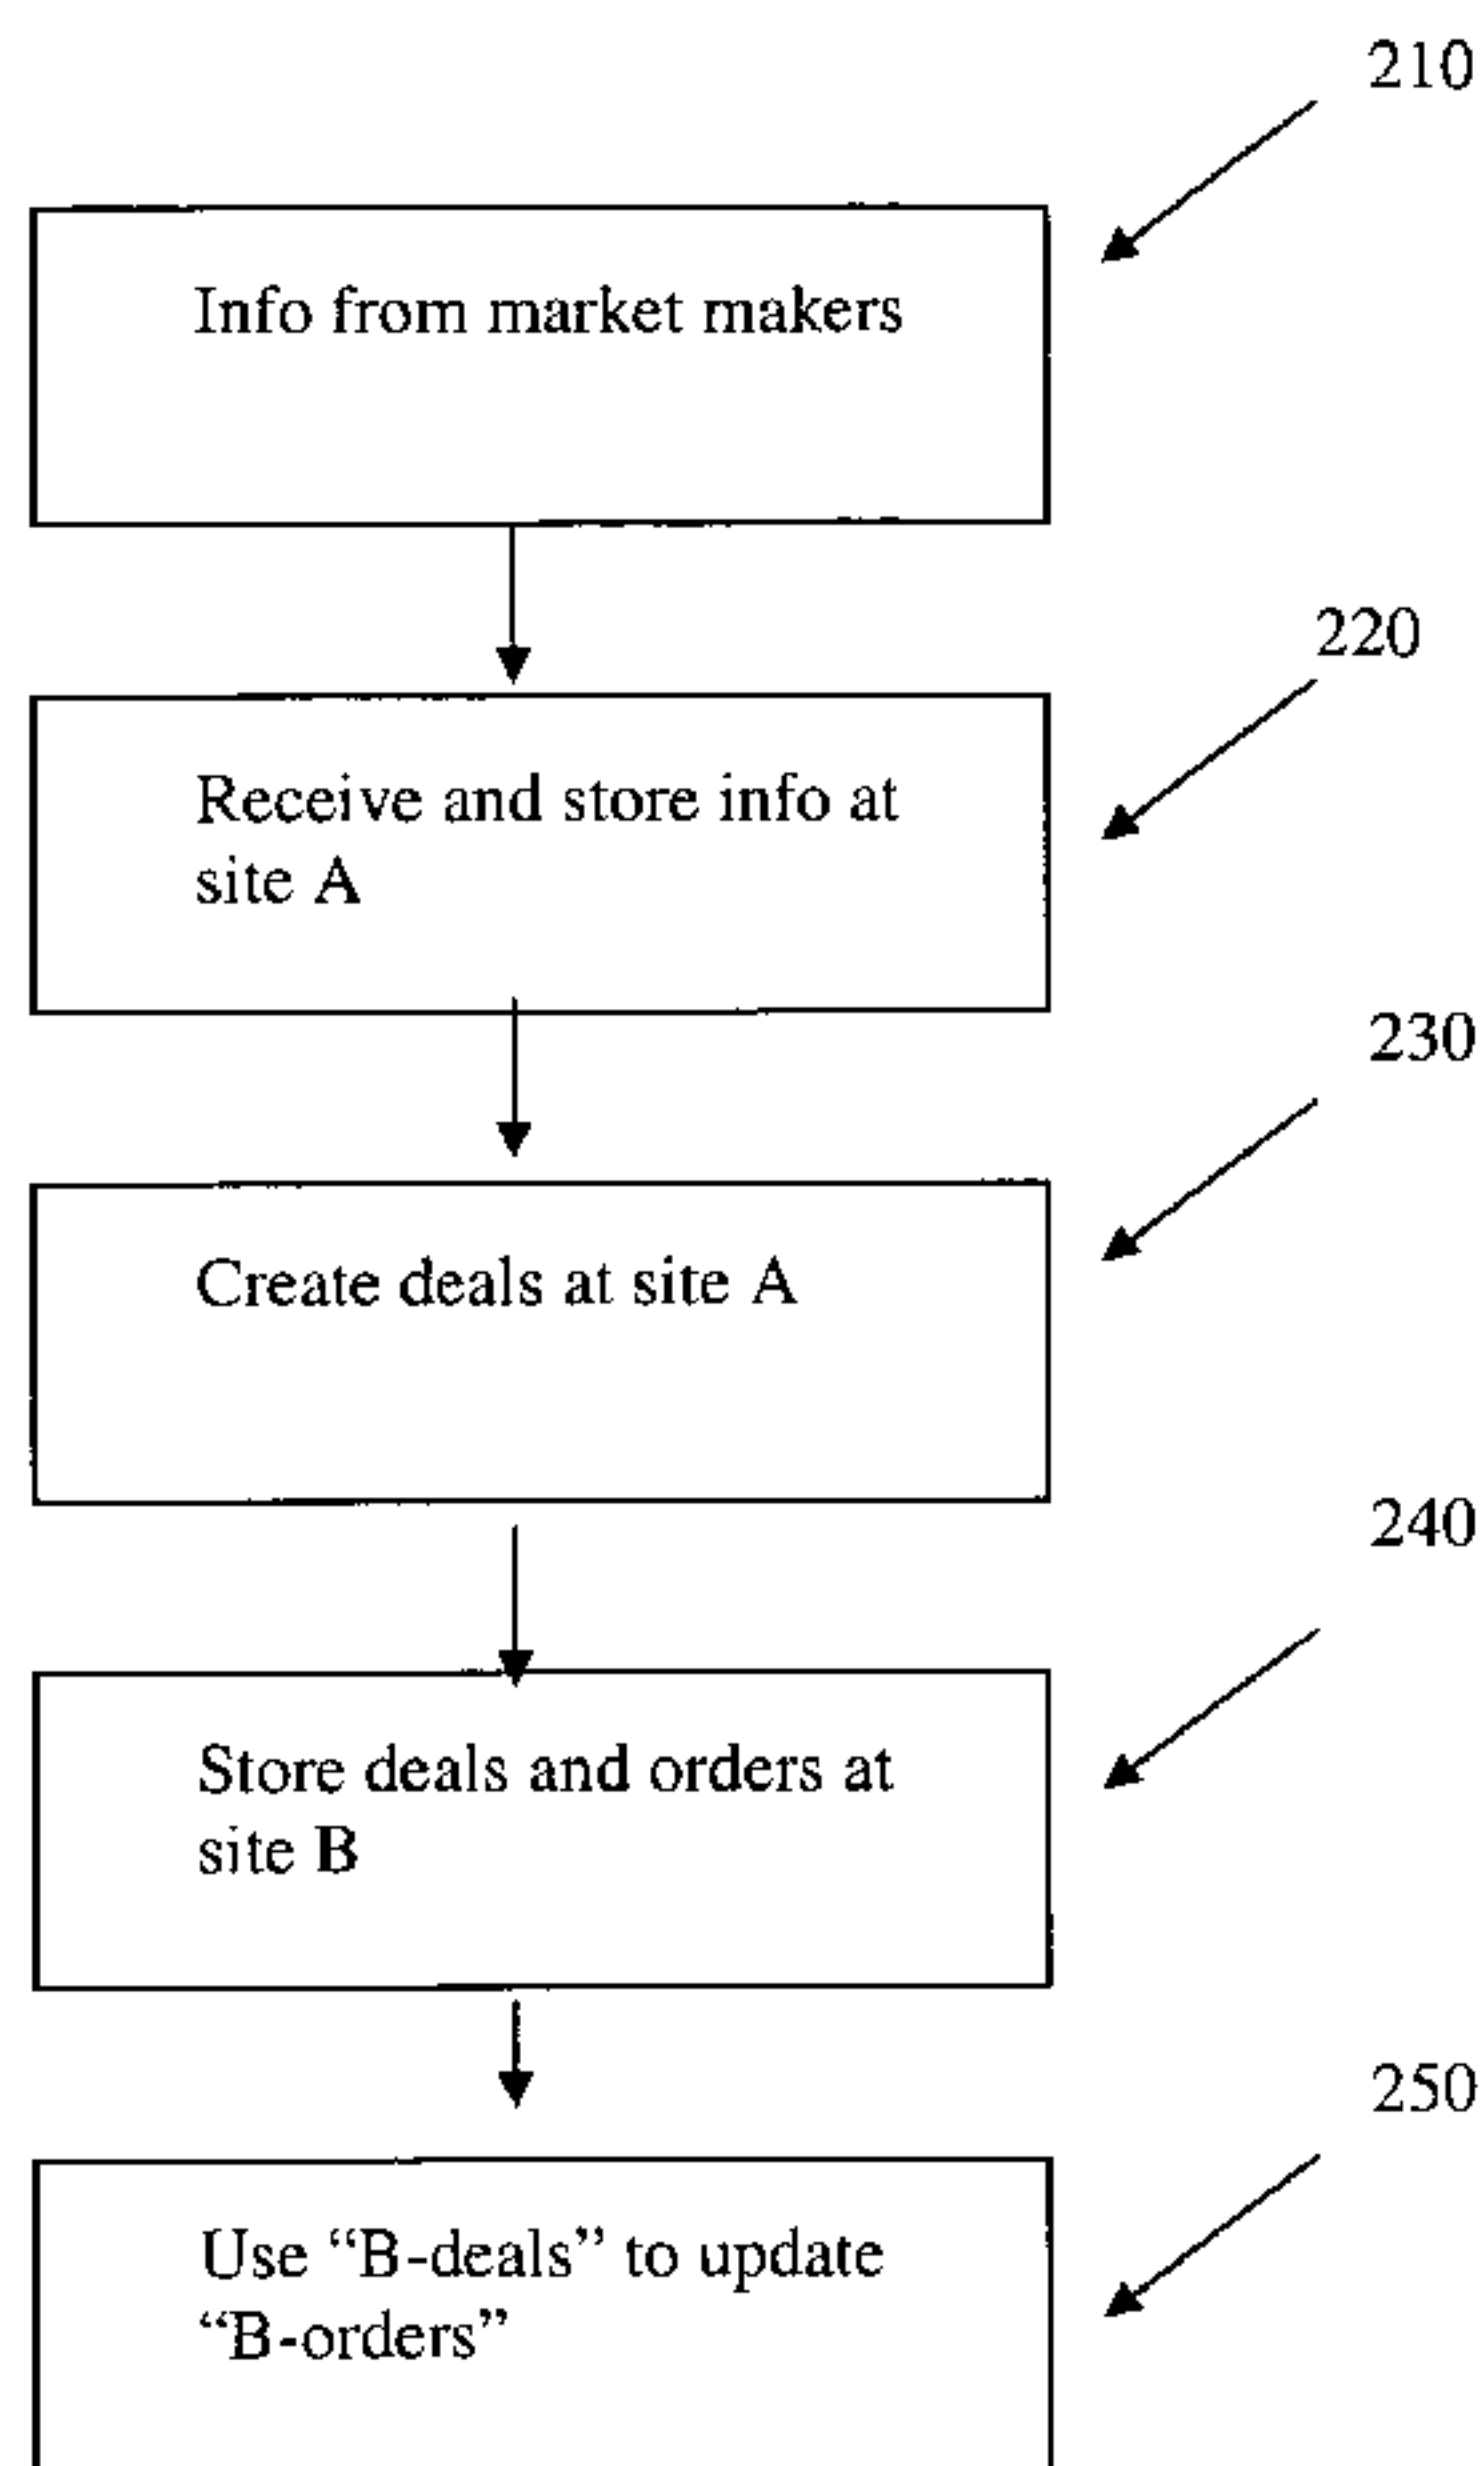 210
Info from market makers
220
Receive and store info at
site A
230
Create deals at site A
240
Store deals and orders at
site B
250
Use “B-deals” to update
“B-orders”